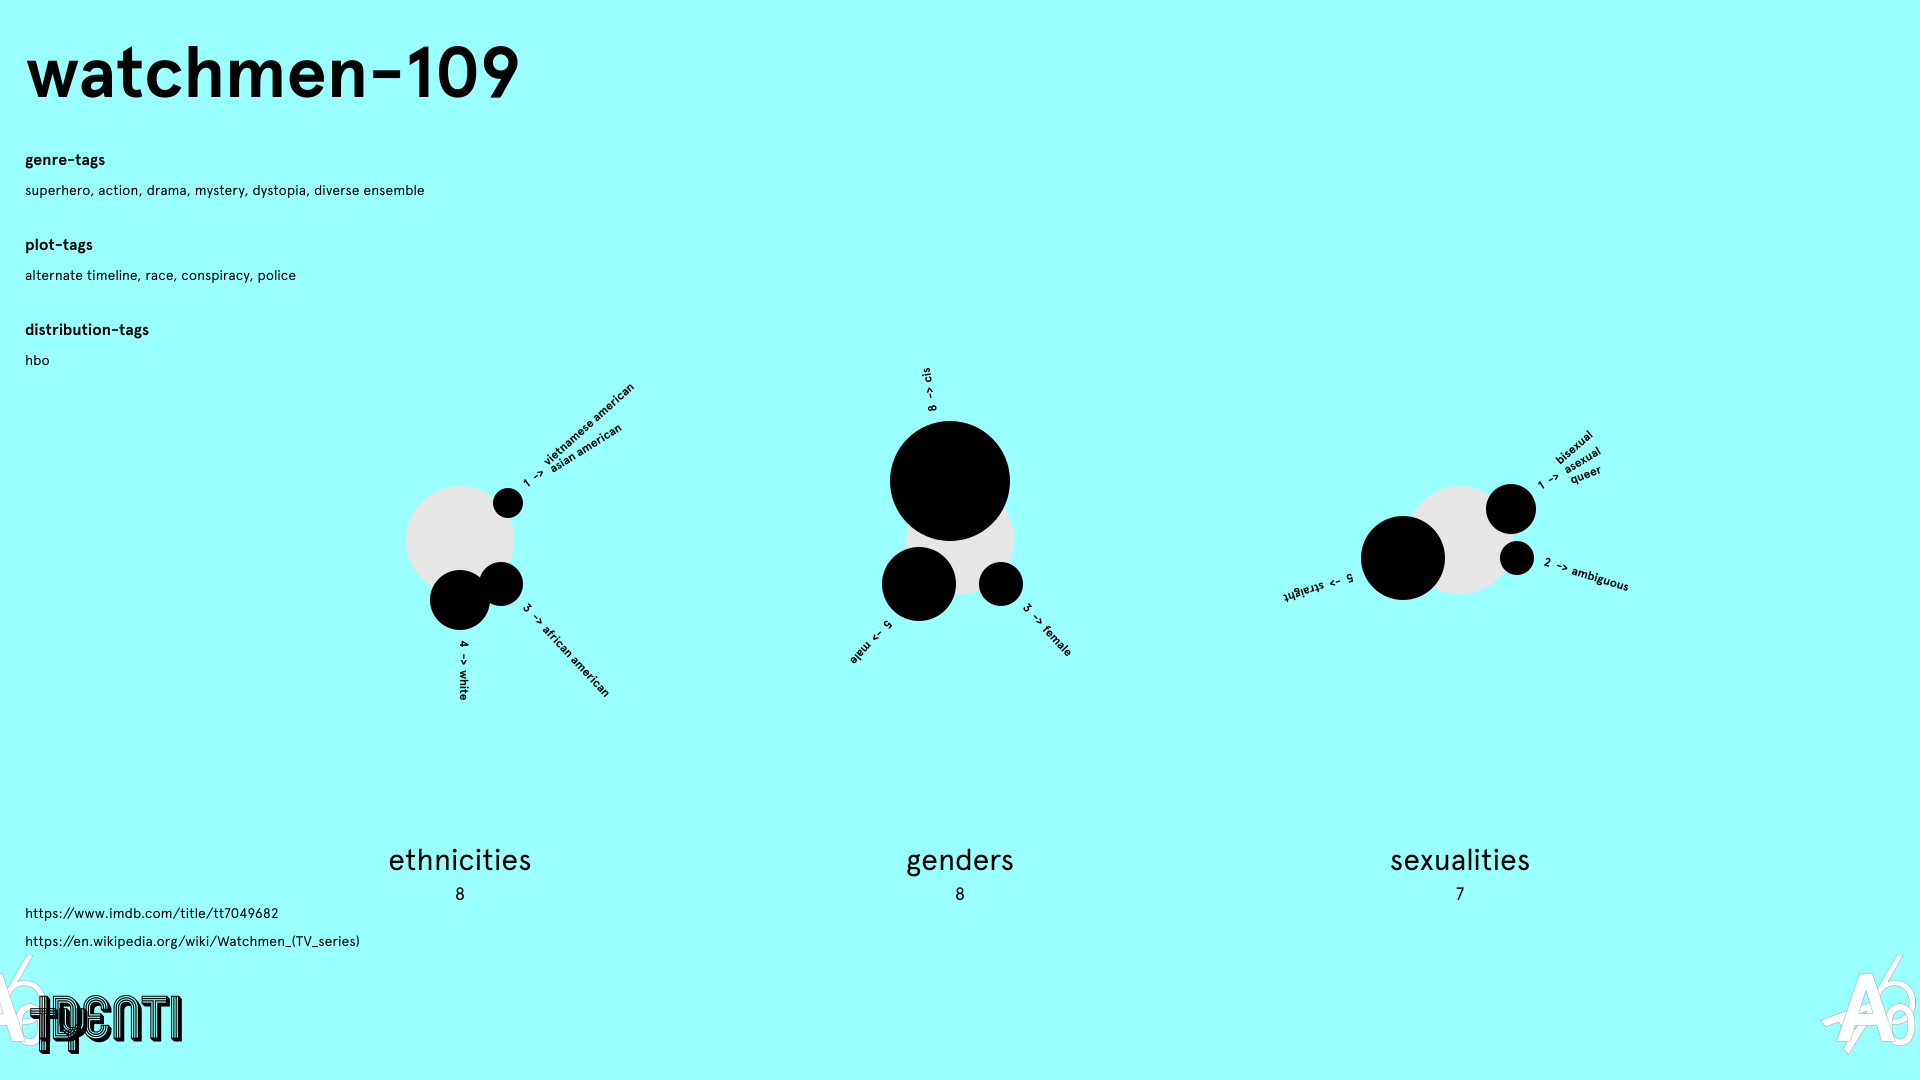 watchmen-109
genre-tags
superhero, action, drama, mystery, dystopia, diverse ensemble
plot-tags
alternate timeline, race, conspiracy, police
distribution-tags
hbo
1 -> vietnamese american
asian american
3 -> african american
4 -> white
8 -> cis
5 -> male
3 -> female
bisexual
1 -> asexual
queer
2 -> ambiguous
5 -> straight
ethnicities
8
genders
8
sexualities
7
https://www.imdb.com/title/tt7049682
https://en.wikipedia.org/wiki/Watchmen_(TV_series)
IDENTI